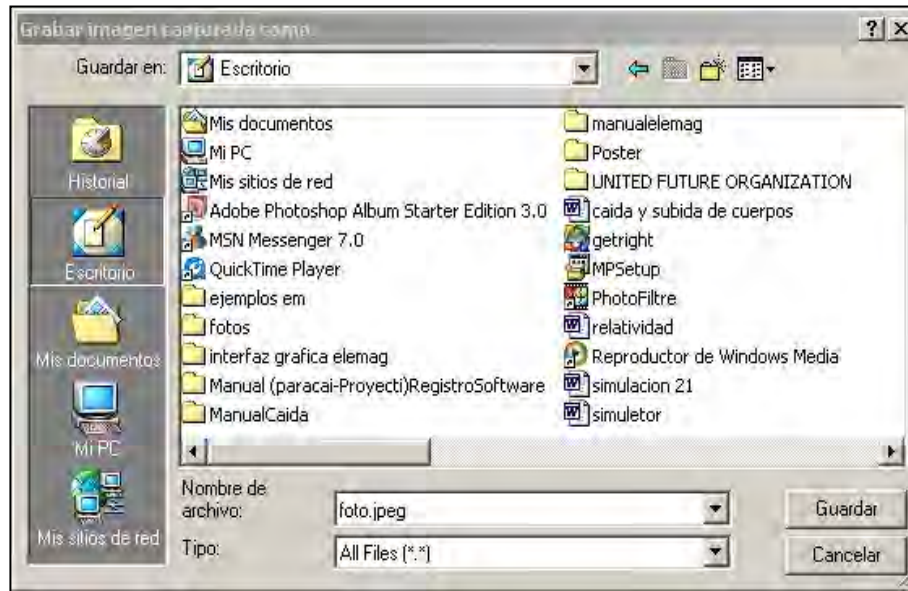 Grabar imagen capturada como
Guardar en: Escritorio
Historial
Escritorio
Mis documentos
Mi PC
Mis sitios de red
Mis documentos
Mi PC
Mis sitios de red
Adobe Photoshop Album Starter Edition 3.0
MSN Messenger 7.0
QuickTime Player
ejemplos em
fotos
interfaz grafica elemag
Manual (paracai-Proyecti)RegistroSoftware
ManualCaida
manualelemag
Poster
UNITED FUTURE ORGANIZATION
caida y subida de cuerpos
getright
MPSetup
PhotoFiltre
relatividad
Reproductor de Windows Media
simulacion 21
simuletor
Nombre de
archivo: foto.jpeg
Guardar
Tipo: All Files (*.*)
Cancelar